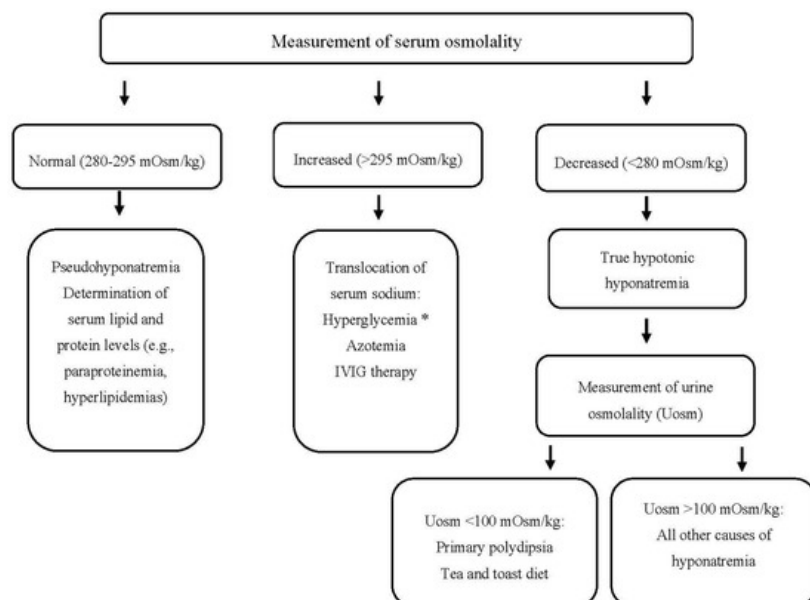 Measurement of serum osmolality
Normal (280-295 mOsm/kg)
Increased (>295 mOsm/kg)
Decreased (<280 mOsm/kg)
Pseudohyponatremia
Determination of
serum lipid and
protein levels (e.g.,
paraproteinemia,
hyperlipidemias)
Translocation of
serum sodium:
Hyperglycemia *
Azotemia
IVIG therapy
True hypotonic
hyponatremia
Measurement of urine
osmolality (Uosm)
Uosm <100 mOsm/kg:
Primary polydipsia
Tea and toast diet
Uosm >100 mOsm/kg:
All other causes of
hyponatremia